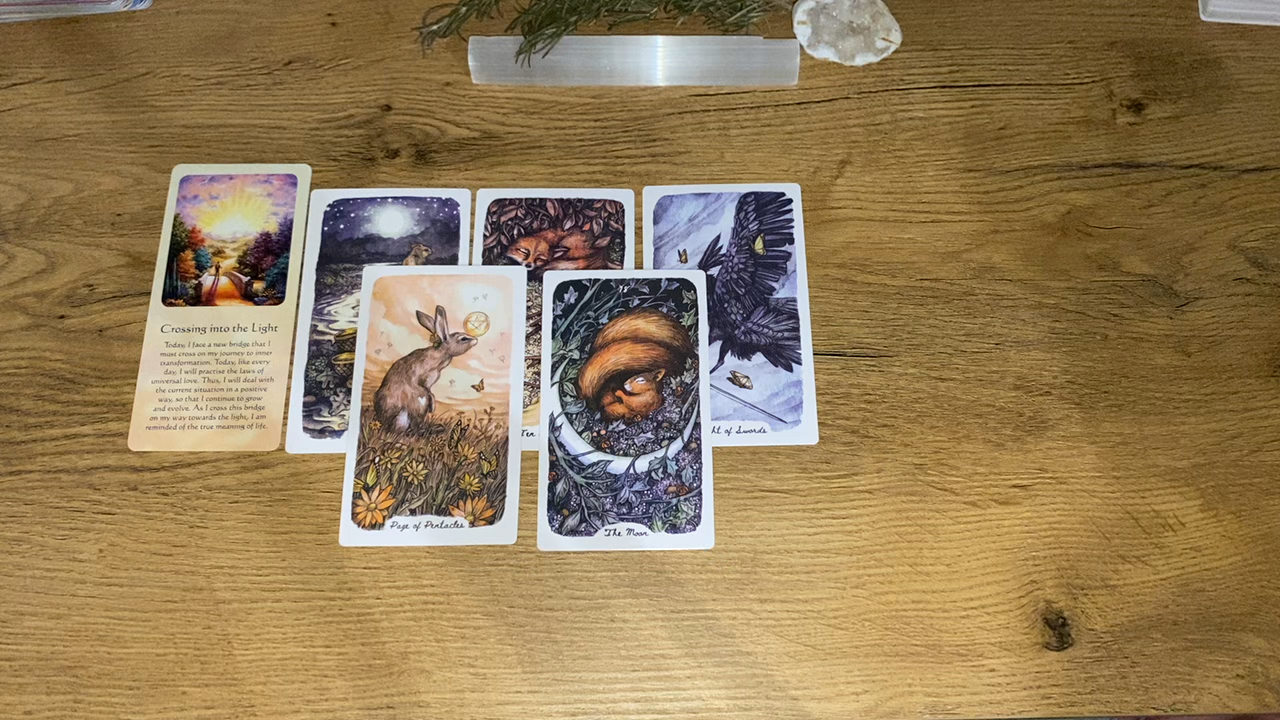 Crossing into the Light
Today, I face a new bridge that I
must cross on my journey to inner
transformation. Today, like every
day, I will practise the laws of
universal love. Thus, I will deal with
the current situation in a positive
way, so that I continue to grow
and evolve. As I cross this bridge
on my way towards the light, I am
reminded of the true meaning of life.
Ten
ht of Swords
Page of Pentacles
The Moon